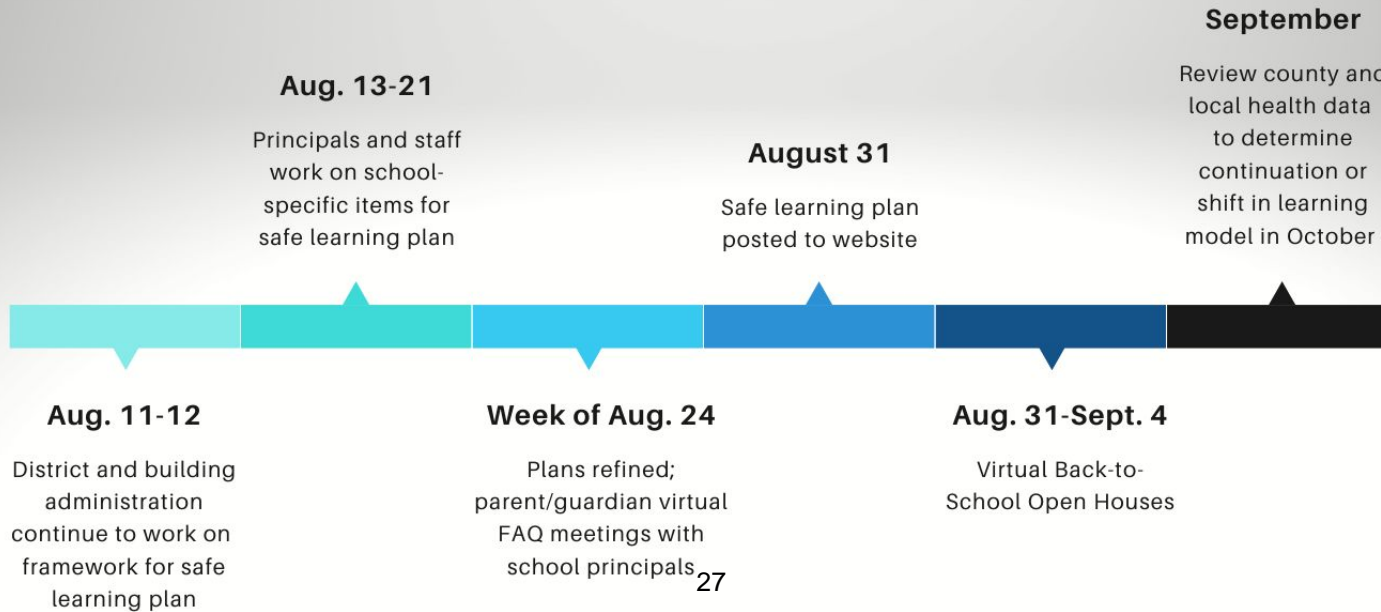 Aug. 11-12
District and building
administration
continue to work on
framework for safe
learning plan
Aug. 13-21
Principals and staff
work on school-
specific items for
safe learning plan
Week of Aug. 24
Plans refined;
parent/guardian virtual
FAQ meetings with
school principals
August 31
Safe learning plan
posted to website
Aug. 31-Sept. 4
Virtual Back-to-
School Open Houses
September
Review county and
local health data
to determine
continuation or
shift in learning
model in October
27